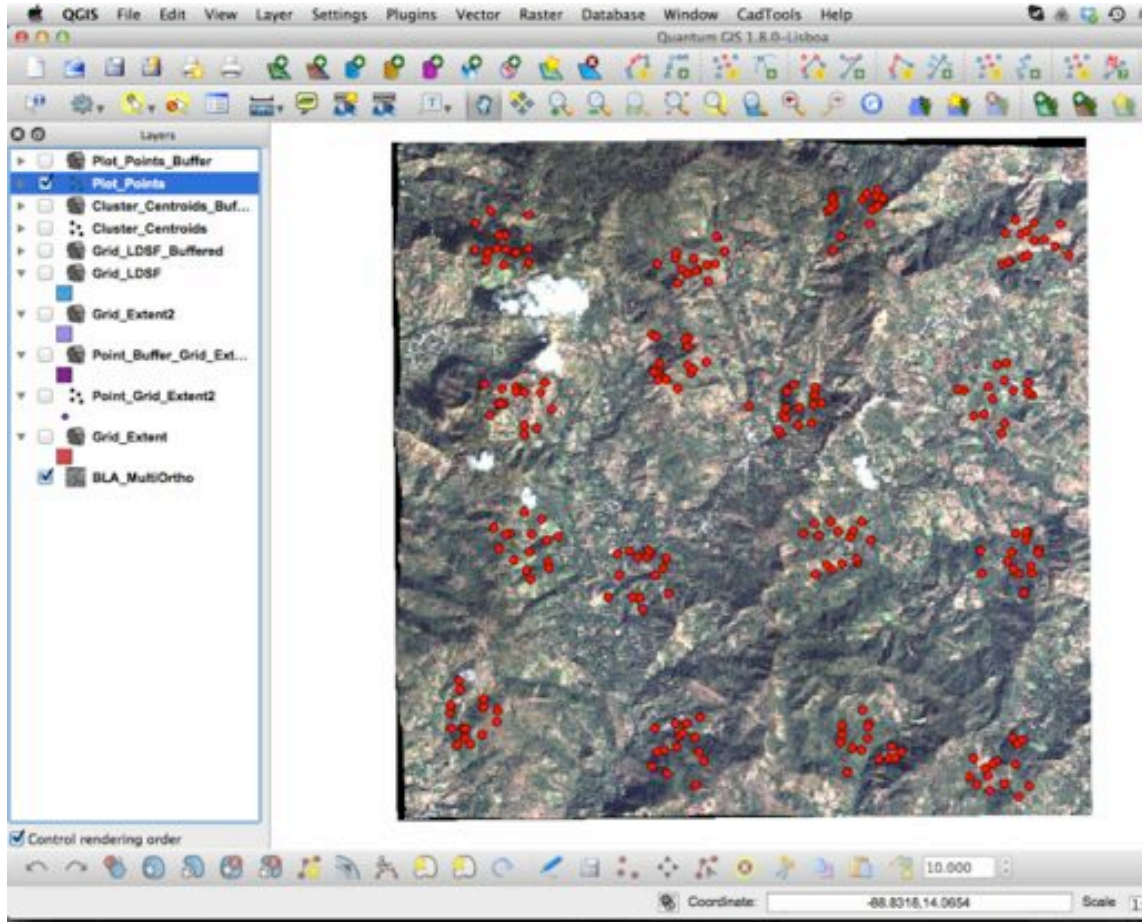 QGIS File Edit View Layer Settings Plugins Vector Raster Database Window CadTools Help
Quantum GIS 1.8.0-Lisboa
Layers
Plot_Points_Buffer
Plot_Points
Cluster_Centroids_Buf...
Cluster_Centroids
Grid_LDSF_Buffered
Grid_LDSF
Grid_Extent2
Point_Buffer_Grid_Ext...
Point_Grid_Extent2
Grid_Extent
BLA_MultiOrtho
Control rendering order
10.000
Coordinate: -88.8318,14.0654 Scale